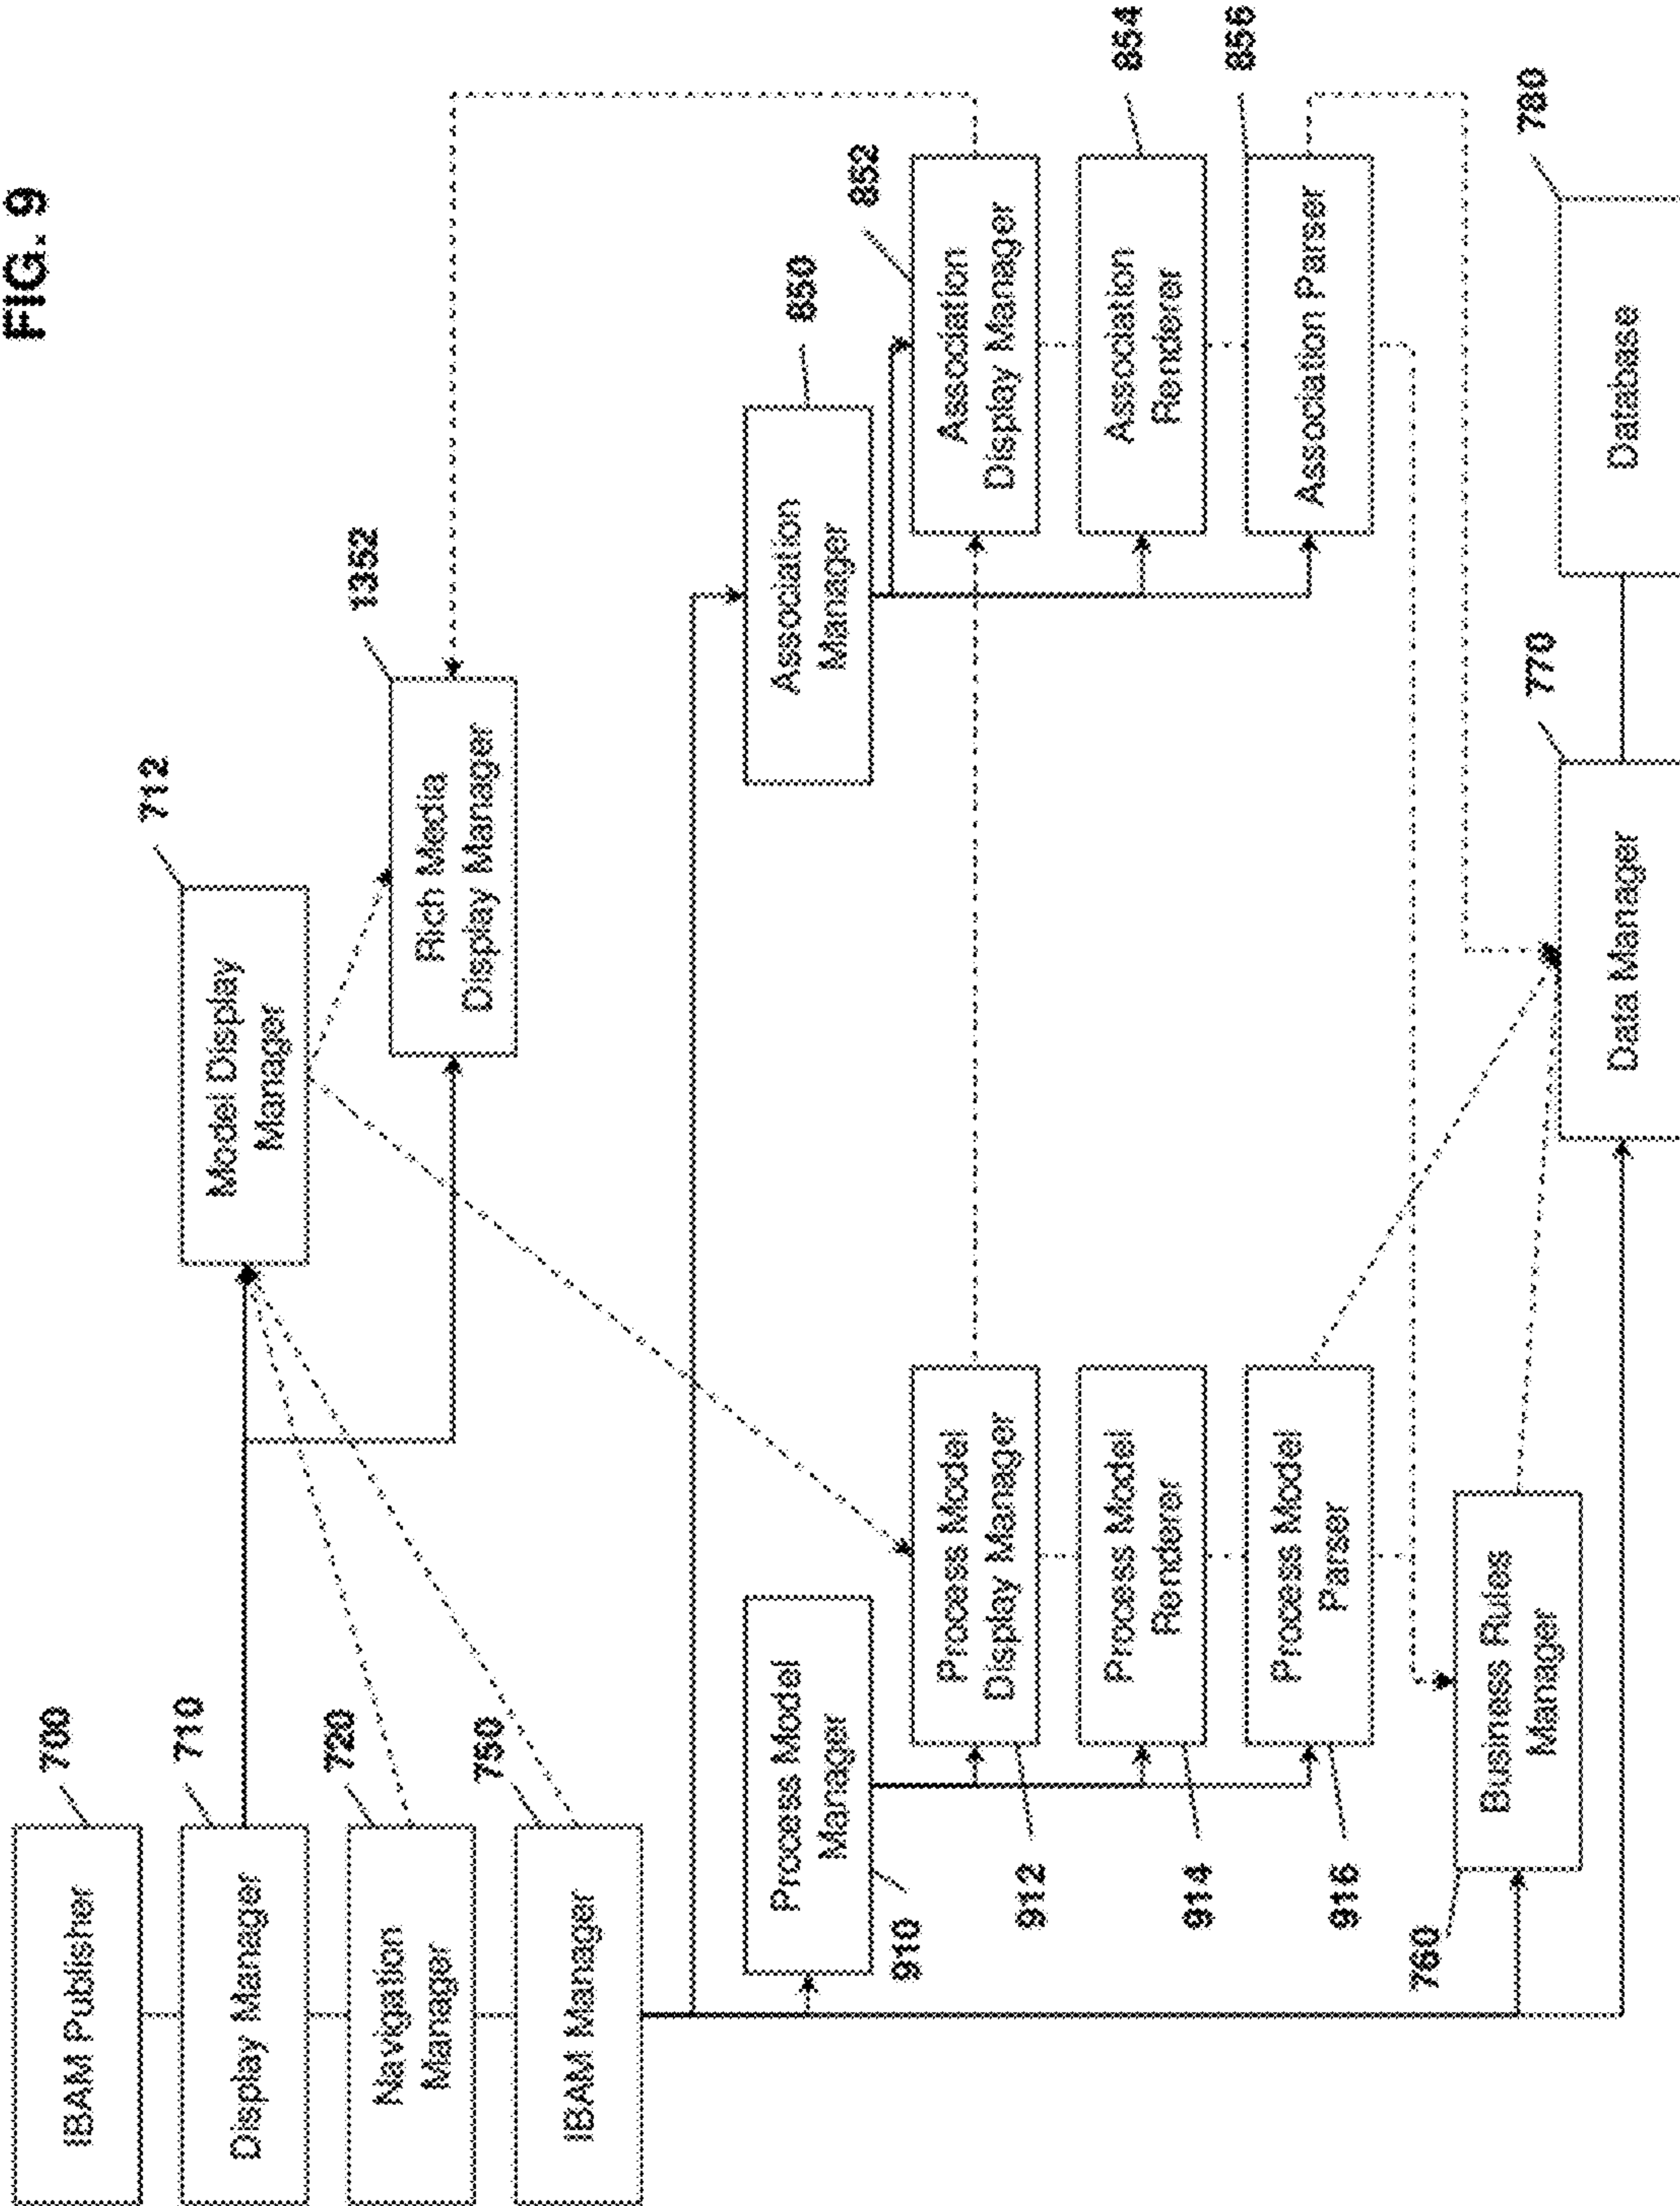 FIG. 9
IBAM Publisher
700
Display Manager
710
Model Display
Manager
712
Navigation
Manager
720
Rich Media
Display Manager
1352
IBAM Manager
750
Process Model
Manager
910
Association
Manager
850
Process Model
Display Manager
912
Association
Display Manager
852
Process Model
Renderer
914
Association
Renderer
854
Process Model
Parser
916
Association Parser
856
Business Rules
Manager
760
Data Manager
770
Database
780